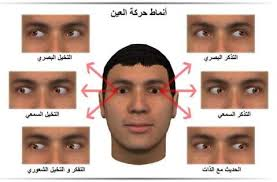 أنماط حركة العين
التذكر البصري
التخيل البصري
التذكر السمعي
التخيل السمعي
الحديث مع الذات
التفكر و التخيل الشعوري